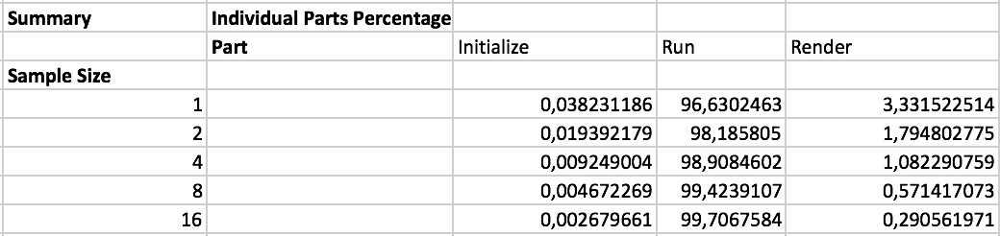 Summary Individual Parts Percentage
Part Initialize Run Render
Sample Size
1 0,038231186 96,6302463 3,331522514
2 0,019392179 98,185805 1,794802775
4 0,009249004 98,9084602 1,082290759
8 0,004672269 99,4239107 0,571417073
16 0,002679661 99,7067584 0,290561971